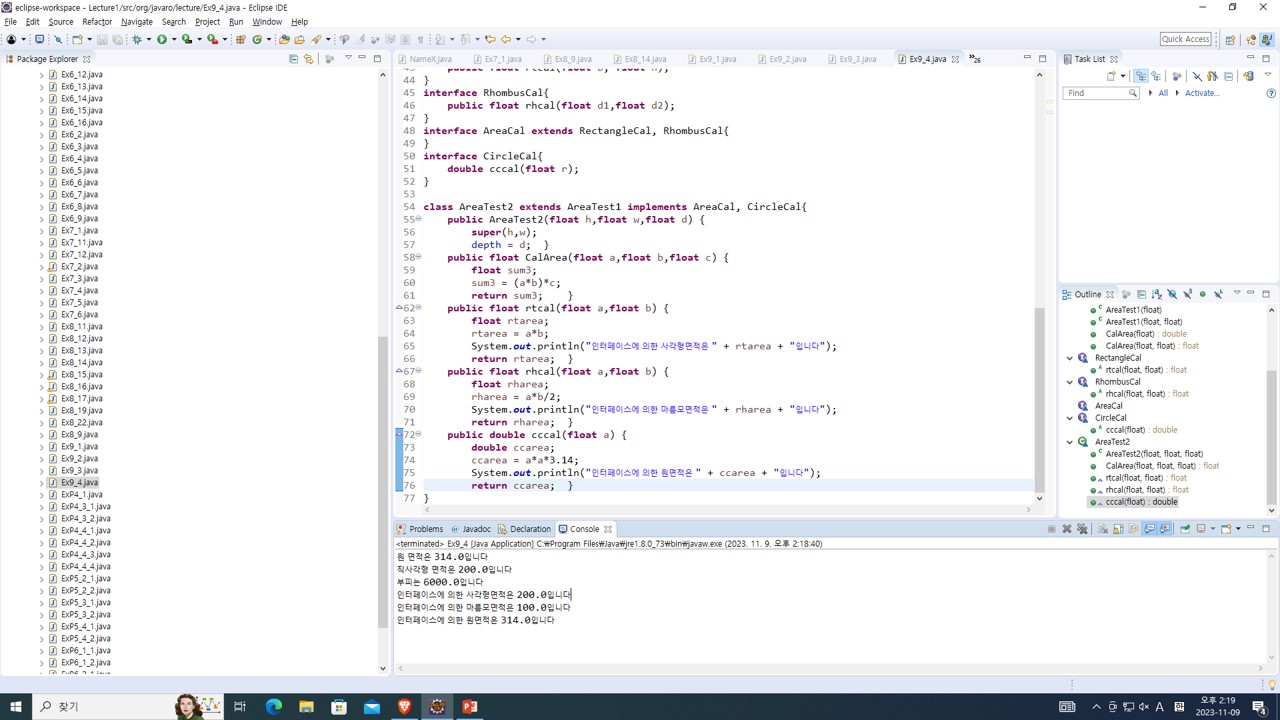 eclipse-workspace - Lecture1/src/org/javaro/lecture/Ex9_4.java - Eclipse IDE
File Edit Source Refactor Navigate Search Project Run Window Help
Quick Access
Package Explorer
Ex6_12.java
Ex6_13.java
Ex6_14.java
Ex6_15.java
Ex6_16.java
Ex6_2.java
Ex6_3.java
Ex6_4.java
Ex6_5.java
Ex6_6.java
Ex6_7.java
Ex6_8.java
Ex6_9.java
Ex7_1.java
Ex7_11.java
Ex7_12.java
Ex7_2.java
Ex7_3.java
Ex7_4.java
Ex7_5.java
Ex7_6.java
Ex8_11.java
Ex8_12.java
Ex8_13.java
Ex8_14.java
Ex8_15.java
Ex8_16.java
Ex8_17.java
Ex8_19.java
Ex8_22.java
Ex8_9.java
Ex9_1.java
Ex9_2.java
Ex9_3.java
Ex9_4.java
ExP4_1.java
ExP4_3_1.java
ExP4_3_2.java
ExP4_4_1.java
ExP4_4_2.java
ExP4_4_3.java
ExP5_2_1.java
ExP5_2_2.java
ExP5_3_1.java
ExP5_3_2.java
ExP5_4_1.java
ExP5_4_2.java
ExP6_1_1.java
ExP6_1_2.java
NameX.java Ex7_1.java Ex8_9.java Ex8_14.java Ex9_1.java Ex9_2.java Ex9_3.java Ex9_4.java »26
44 }
45 interface RhombusCal{
46 public float rhcal(float d1,float d2);
47 }
48 interface AreaCal extends RectangleCal, RhombusCal{
49 }
50 interface CircleCal{
51 double cccal(float r);
52 }
53
54 class AreaTest2 extends AreaTest1 implements AreaCal, CircleCal{
55 public AreaTest2(float h,float w,float d) {
56 super(h,w);
57 depth = d; }
58 public float CalArea(float a,float b,float c) {
59 float sum3;
60 sum3 = (a*b)*c;
61 return sum3; }
62 public float rtcal(float a,float b) {
63 float rtarea;
64 rtarea = a*b;
65 System.out.println("인터페이스에 의한 사각형면적은 " + rtarea + "입니다");
66 return rtarea; }
67 public float rhcal(float a,float b) {
68 float rharea;
69 rharea = a*b/2;
70 System.out.println("인터페이스에 의한 마름모면적은 " + rharea + "입니다");
71 return rharea; }
72 public double cccal(float a) {
73 double ccarea;
74 ccarea = a*a*3.14;
75 System.out.println("인터페이스에 의한 원면적은 " + ccarea + "입니다");
76 return ccarea; }
77 }
Task List
Find All Activate...
Outline
AreaTest1(float)
AreaTest1(float, float)
CalArea(float) : double
CalArea(float, float) : float
RectangleCal
rtcal(float, float) : float
RhombusCal
rhcal(float, float) : float
AreaCal
CircleCal
cccal(float) : double
AreaTest2
AreaTest2(float, float, float)
CalArea(float, float, float) : float
rtcal(float, float) : float
rhcal(float, float) : float
cccal(float) : double
Problems Javadoc Declaration Console
<terminated> Ex9_4 [Java Application] C:₩Program Files₩Java₩jre1.8.0_73₩bin₩javaw.exe (2023. 11. 9. 오후 2:18:40)
원 면적은 314.0입니다
직사각형 면적은 200.0입니다
부피는 6000.0입니다
인터페이스에 의한 사각형면적은 200.0입니다
인터페이스에 의한 마름모면적은 100.0입니다
인터페이스에 의한 원면적은 314.0입니다
찾기
A 漢
오후 2:19
2023-11-09
4